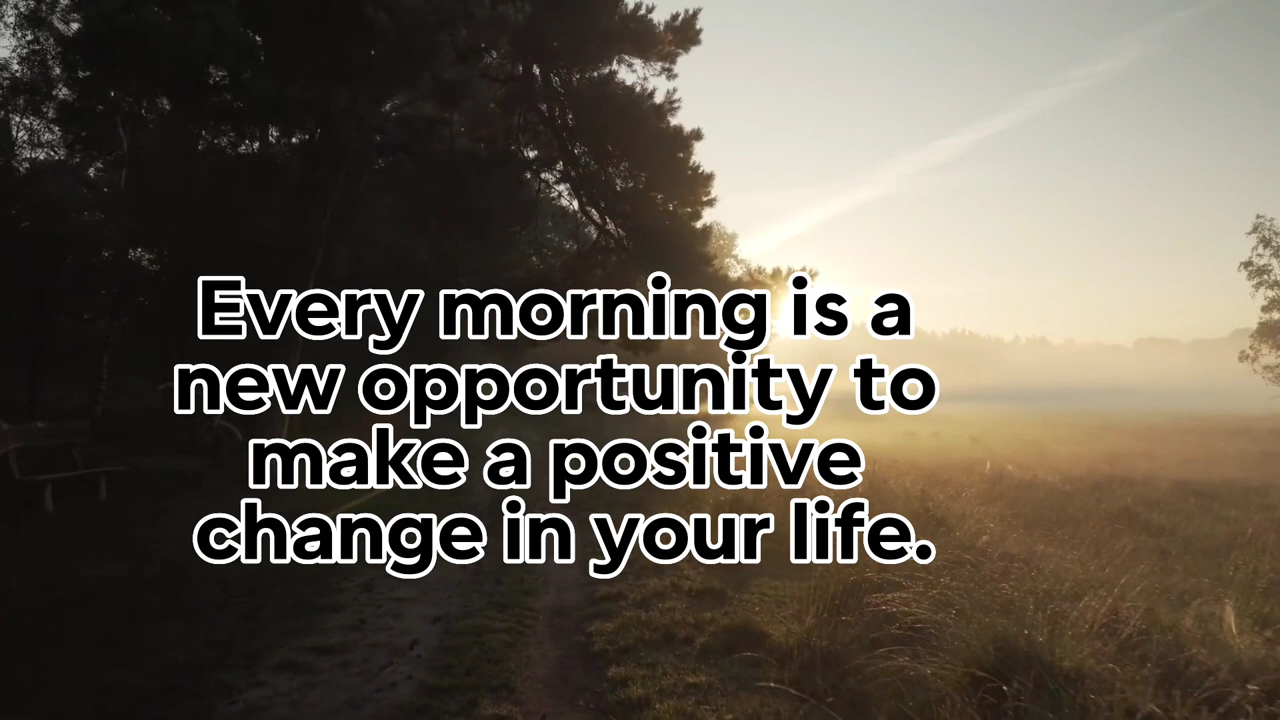 Every morning is a
new opportunity to
make a positive
change in your life.